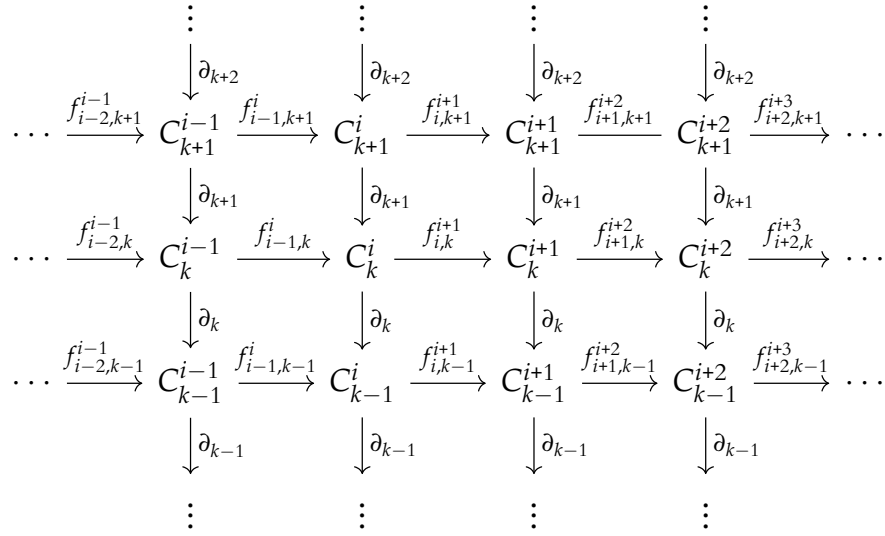 ⋮ ⋮ ⋮ ⋮
∂_{k+2} ∂_{k+2} ∂_{k+2} ∂_{k+2}
f^{i−1}_{i−2,k+1} f^{i}_{i−1,k+1} f^{i+1}_{i,k+1} f^{i+2}_{i+1,k+1} f^{i+3}_{i+2,k+1}
⋯ C^{i−1}_{k+1} C^{i}_{k+1} C^{i+1}_{k+1} C^{i+2}_{k+1} ⋯
∂_{k+1} ∂_{k+1} ∂_{k+1} ∂_{k+1}
f^{i−1}_{i−2,k} f^{i}_{i−1,k} f^{i+1}_{i,k} f^{i+2}_{i+1,k} f^{i+3}_{i+2,k}
⋯ C^{i−1}_{k} C^{i}_{k} C^{i+1}_{k} C^{i+2}_{k} ⋯
∂_{k} ∂_{k} ∂_{k} ∂_{k}
f^{i−1}_{i−2,k−1} f^{i}_{i−1,k−1} f^{i+1}_{i,k−1} f^{i+2}_{i+1,k−1} f^{i+3}_{i+2,k−1}
⋯ C^{i−1}_{k−1} C^{i}_{k−1} C^{i+1}_{k−1} C^{i+2}_{k−1} ⋯
∂_{k−1} ∂_{k−1} ∂_{k−1} ∂_{k−1}
⋮ ⋮ ⋮ ⋮